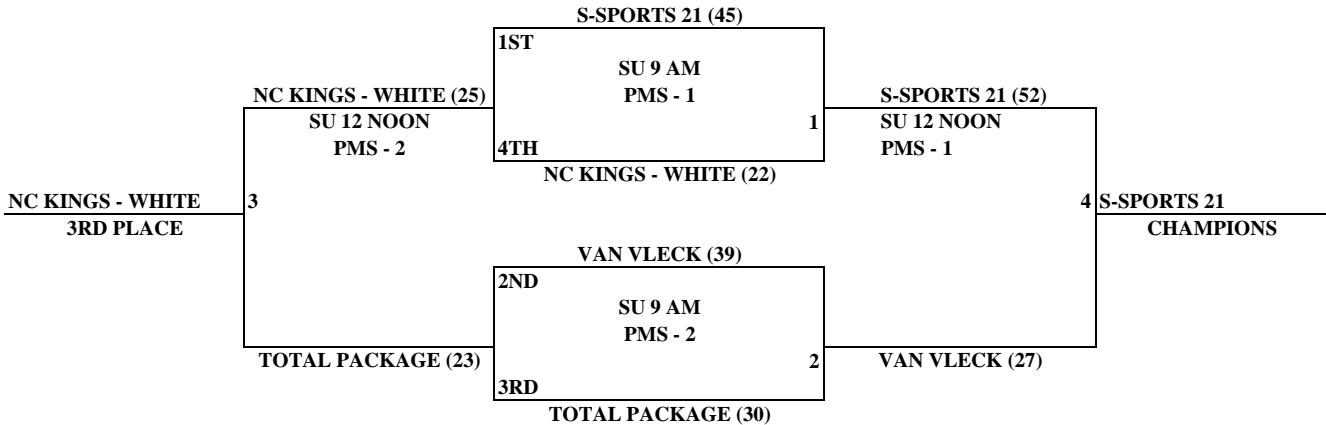 S-SPORTS 21 (45)
1ST
SU 9 AM
PMS - 1
NC KINGS - WHITE (25)
S-SPORTS 21 (52)
SU 12 NOON
PMS - 2
1
SU 12 NOON
PMS - 1
4TH
NC KINGS - WHITE (22)
NC KINGS - WHITE
3
4 S-SPORTS 21
3RD PLACE
CHAMPIONS
VAN VLECK (39)
2ND
SU 9 AM
PMS - 2
TOTAL PACKAGE (23)
2
VAN VLECK (27)
3RD
TOTAL PACKAGE (30)